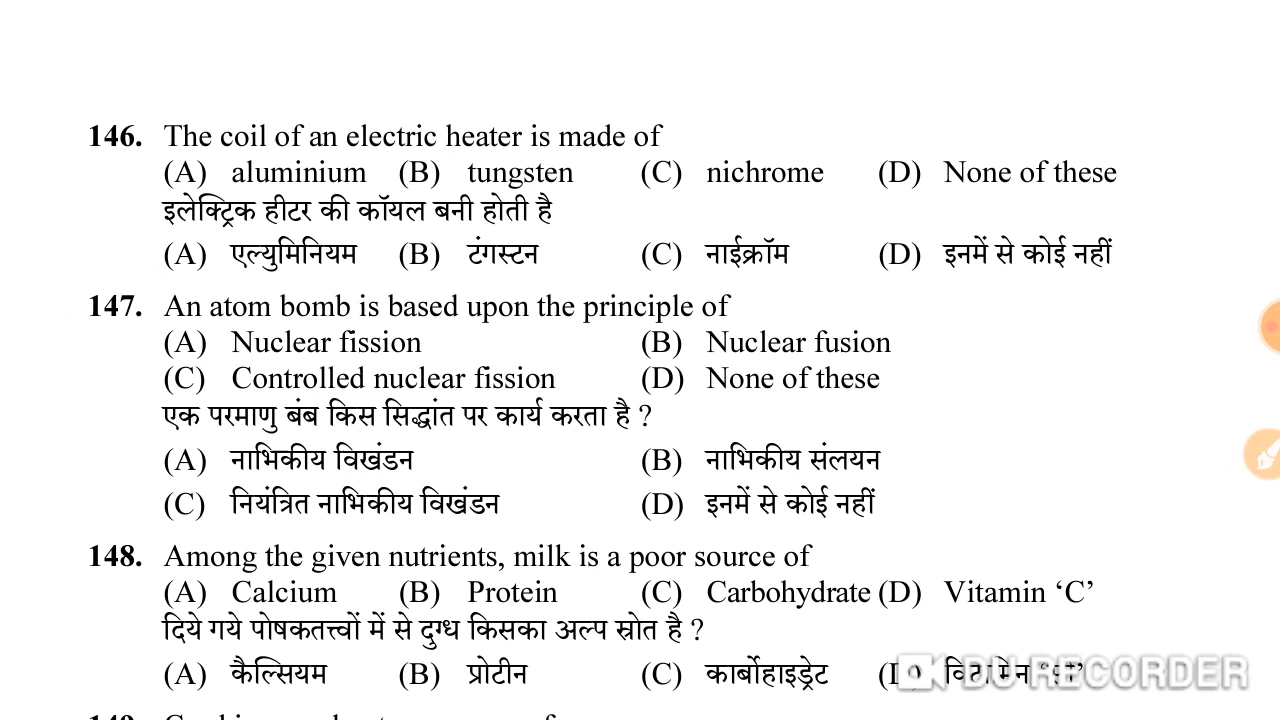 146. The coil of an electric heater is made of
(A) aluminium (B) tungsten (C) nichrome (D) None of these
इलेक्ट्रिक हीटर की कॉयल बनी होती है
(A) एल्युमिनियम (B) टंगस्टन (C) नाईक्रॉम (D) इनमें से कोई नहीं
147. An atom bomb is based upon the principle of
(A) Nuclear fission (B) Nuclear fusion
(C) Controlled nuclear fission (D) None of these
एक परमाणु बंब किस सिद्धांत पर कार्य करता है ?
(A) नाभिकीय विखंडन (B) नाभिकीय संलयन
(C) नियंत्रित नाभिकीय विखंडन (D) इनमें से कोई नहीं
148. Among the given nutrients, milk is a poor source of
(A) Calcium (B) Protein (C) Carbohydrate (D) Vitamin ‘C’
दिये गये पोषकतत्त्वों में से दुग्ध किसका अल्प स्रोत है ?
(A) कैल्सियम (B) प्रोटीन (C) कार्बोहाइड्रेट
DU RECORDER